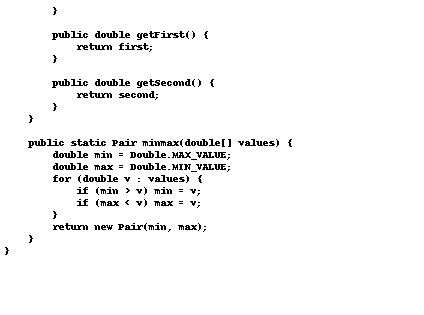 }
public double getFirst() {
return first;
}
public double getSecond() {
return second;
}
}
public static Pair minmax(double[] values) {
double min = Double.MAX_VALUE;
double max = Double.MIN_VALUE;
for (double v : values) {
if (min > v) min = v;
if (max < v) max = v;
}
return new Pair(min, max);
}
}